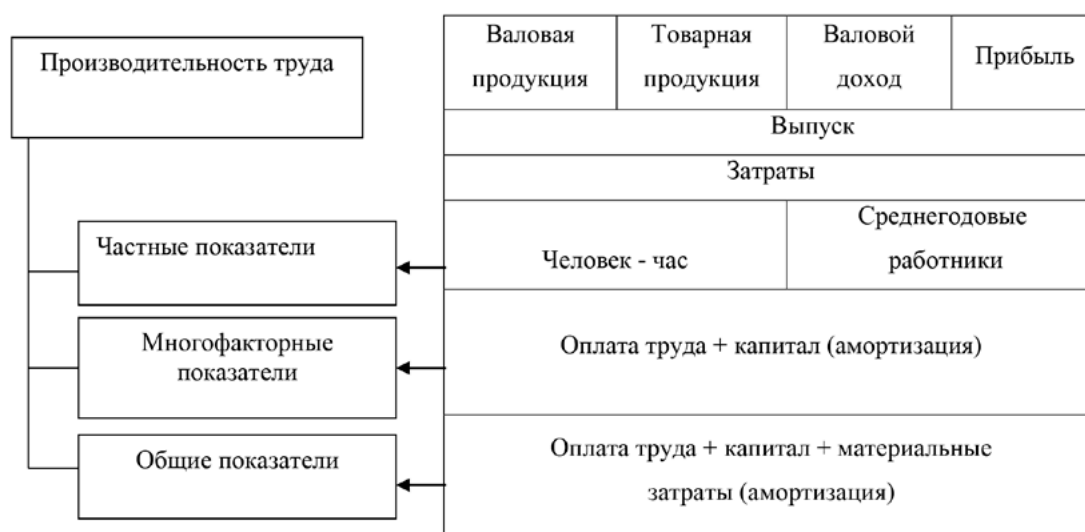 Производительность труда
Валовая
продукция
Товарная
продукция
Валовой
доход
Прибыль
Выпуск
Затраты
Частные показатели
Человек - час
Среднегодовые
работники
Многофакторные
показатели
Оплата труда + капитал (амортизация)
Общие показатели
Оплата труда + капитал + материальные
затраты (амортизация)